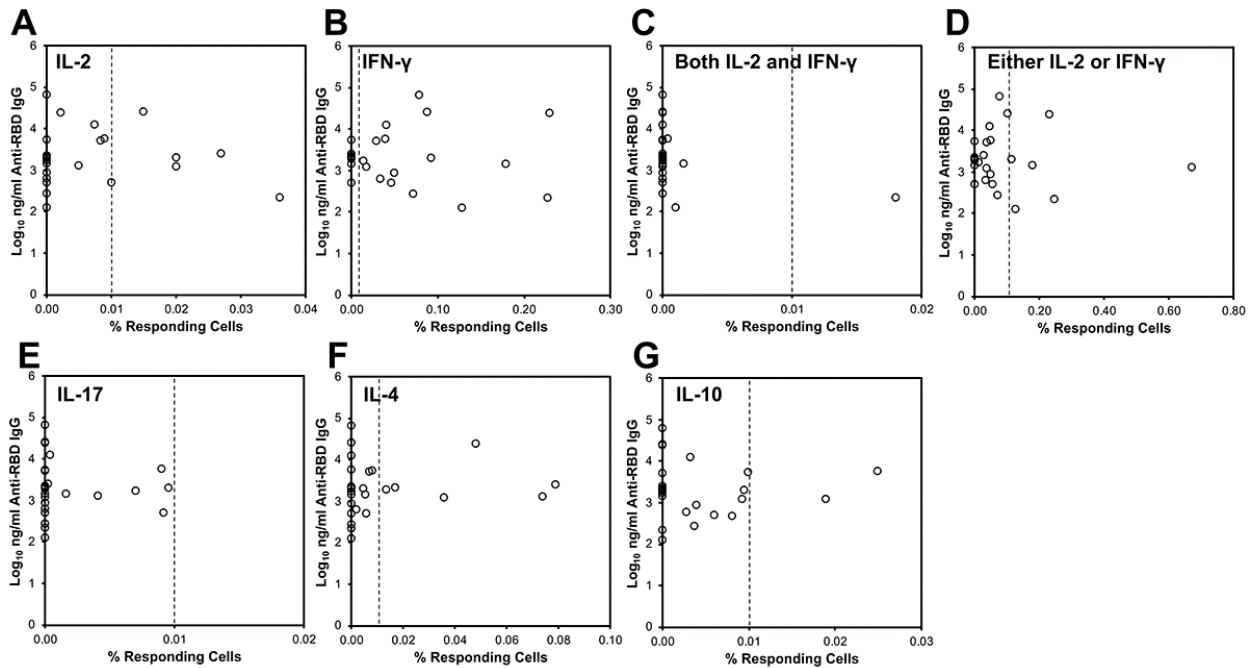 A
IL-2
6
5
4
3
2
1
0
Log₁₀ ng/ml Anti-RBD IgG
0.00 0.01 0.02 0.03 0.04
% Responding Cells
B
IFN-γ
6
5
4
3
2
1
0
Log₁₀ ng/ml Anti-RBD IgG
0.00 0.10 0.20 0.30
% Responding Cells
C
Both IL-2 and IFN-γ
6
5
4
3
2
1
0
Log₁₀ ng/ml Anti-RBD IgG
0.00 0.01 0.02
% Responding Cells
D
Either IL-2 or IFN-γ
6
5
4
3
2
1
0
Log₁₀ ng/ml Anti-RBD IgG
0.00 0.20 0.40 0.60 0.80
% Responding Cells
E
IL-17
6
5
4
3
2
1
0
Log₁₀ ng/ml Anti-RBD IgG
0.00 0.01 0.02
% Responding Cells
F
IL-4
6
5
4
3
2
1
0
Log₁₀ ng/ml Anti-RBD IgG
0.00 0.02 0.04 0.06 0.08 0.10
% Responding Cells
G
IL-10
6
5
4
3
2
1
0
Log₁₀ ng/ml Anti-RBD IgG
0.00 0.01 0.02 0.03
% Responding Cells